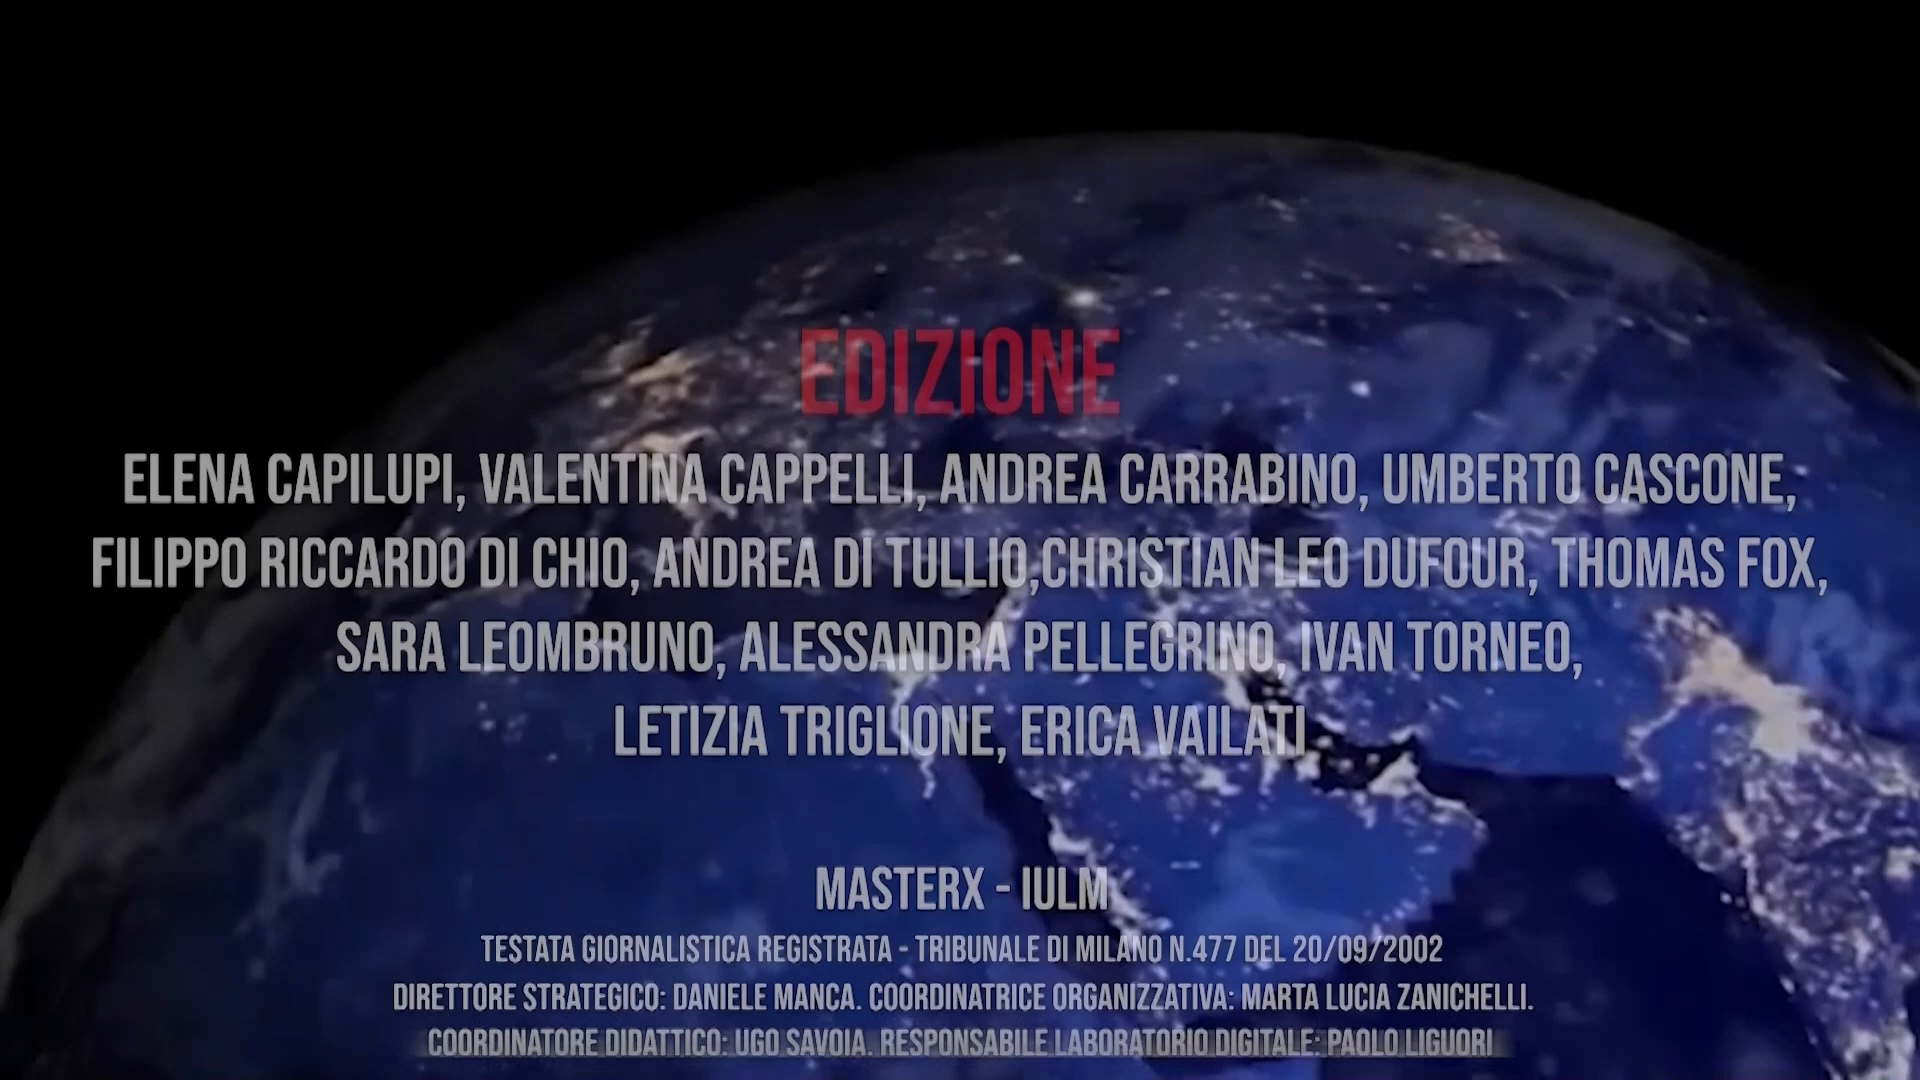 EDIZIONE
ELENA CAPILUPI, VALENTINA CAPPELLI, ANDREA CARRABINO, UMBERTO CASCONE,
FILIPPO RICCARDO DI CHIO, ANDREA DI TULLIO,CHRISTIAN LEO DUFOUR, THOMAS FOX,
SARA LEOMBRUNO, ALESSANDRA PELLEGRINO, IVAN TORNEO,
LETIZIA TRIGLIONE, ERICA VAILATI
MASTERX - IULM
TESTATA GIORNALISTICA REGISTRATA - TRIBUNALE DI MILANO N.477 DEL 20/09/2002
DIRETTORE STRATEGICO: DANIELE MANCA. COORDINATRICE ORGANIZZATIVA: MARTA LUCIA ZANICHELLI.
COORDINATORE DIDATTICO: UGO SAVOIA. RESPONSABILE LABORATORIO DIGITALE: PAOLO LIGUORI